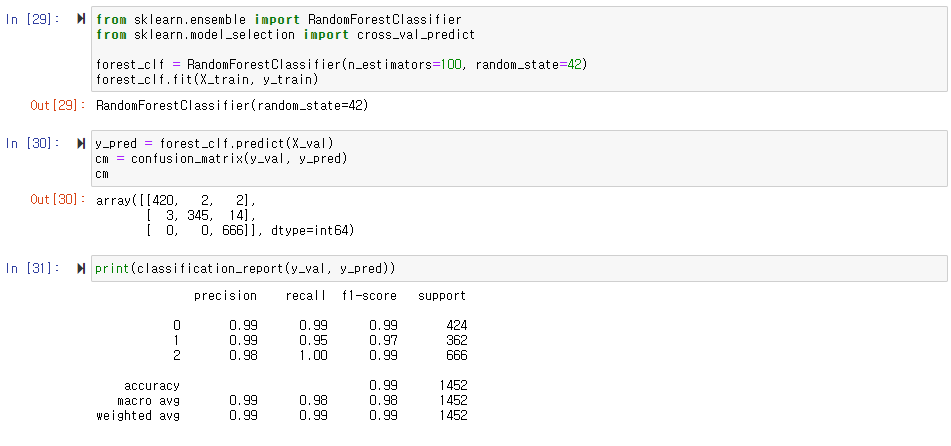 In [29]:
from sklearn.ensemble import RandomForestClassifier
from sklearn.model_selection import cross_val_predict
forest_clf = RandomForestClassifier(n_estimators=100, random_state=42)
forest_clf.fit(X_train, y_train)
Out[29]: RandomForestClassifier(random_state=42)
In [30]:
y_pred = forest_clf.predict(X_val)
cm = confusion_matrix(y_val, y_pred)
cm
Out[30]: array([[420,   2,   2],
       [  3, 345,  14],
       [  0,   0, 666]], dtype=int64)
In [31]:
print(classification_report(y_val, y_pred))
              precision    recall  f1-score   support
           0       0.99      0.99      0.99       424
           1       0.99      0.95      0.97       362
           2       0.98      1.00      0.99       666
    accuracy                           0.99      1452
   macro avg       0.99      0.98      0.98      1452
weighted avg       0.99      0.99      0.99      1452